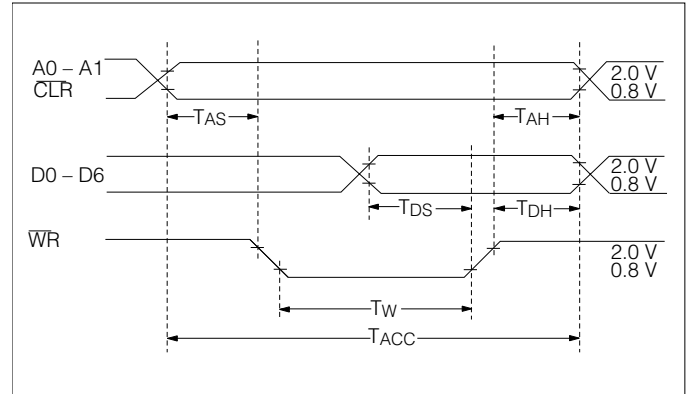 A0 – A1
CLR
2.0 V
0.8 V
TAS
TAH
D0 – D6
2.0 V
0.8 V
TDS
TDH
WR
2.0 V
0.8 V
TW
TACC